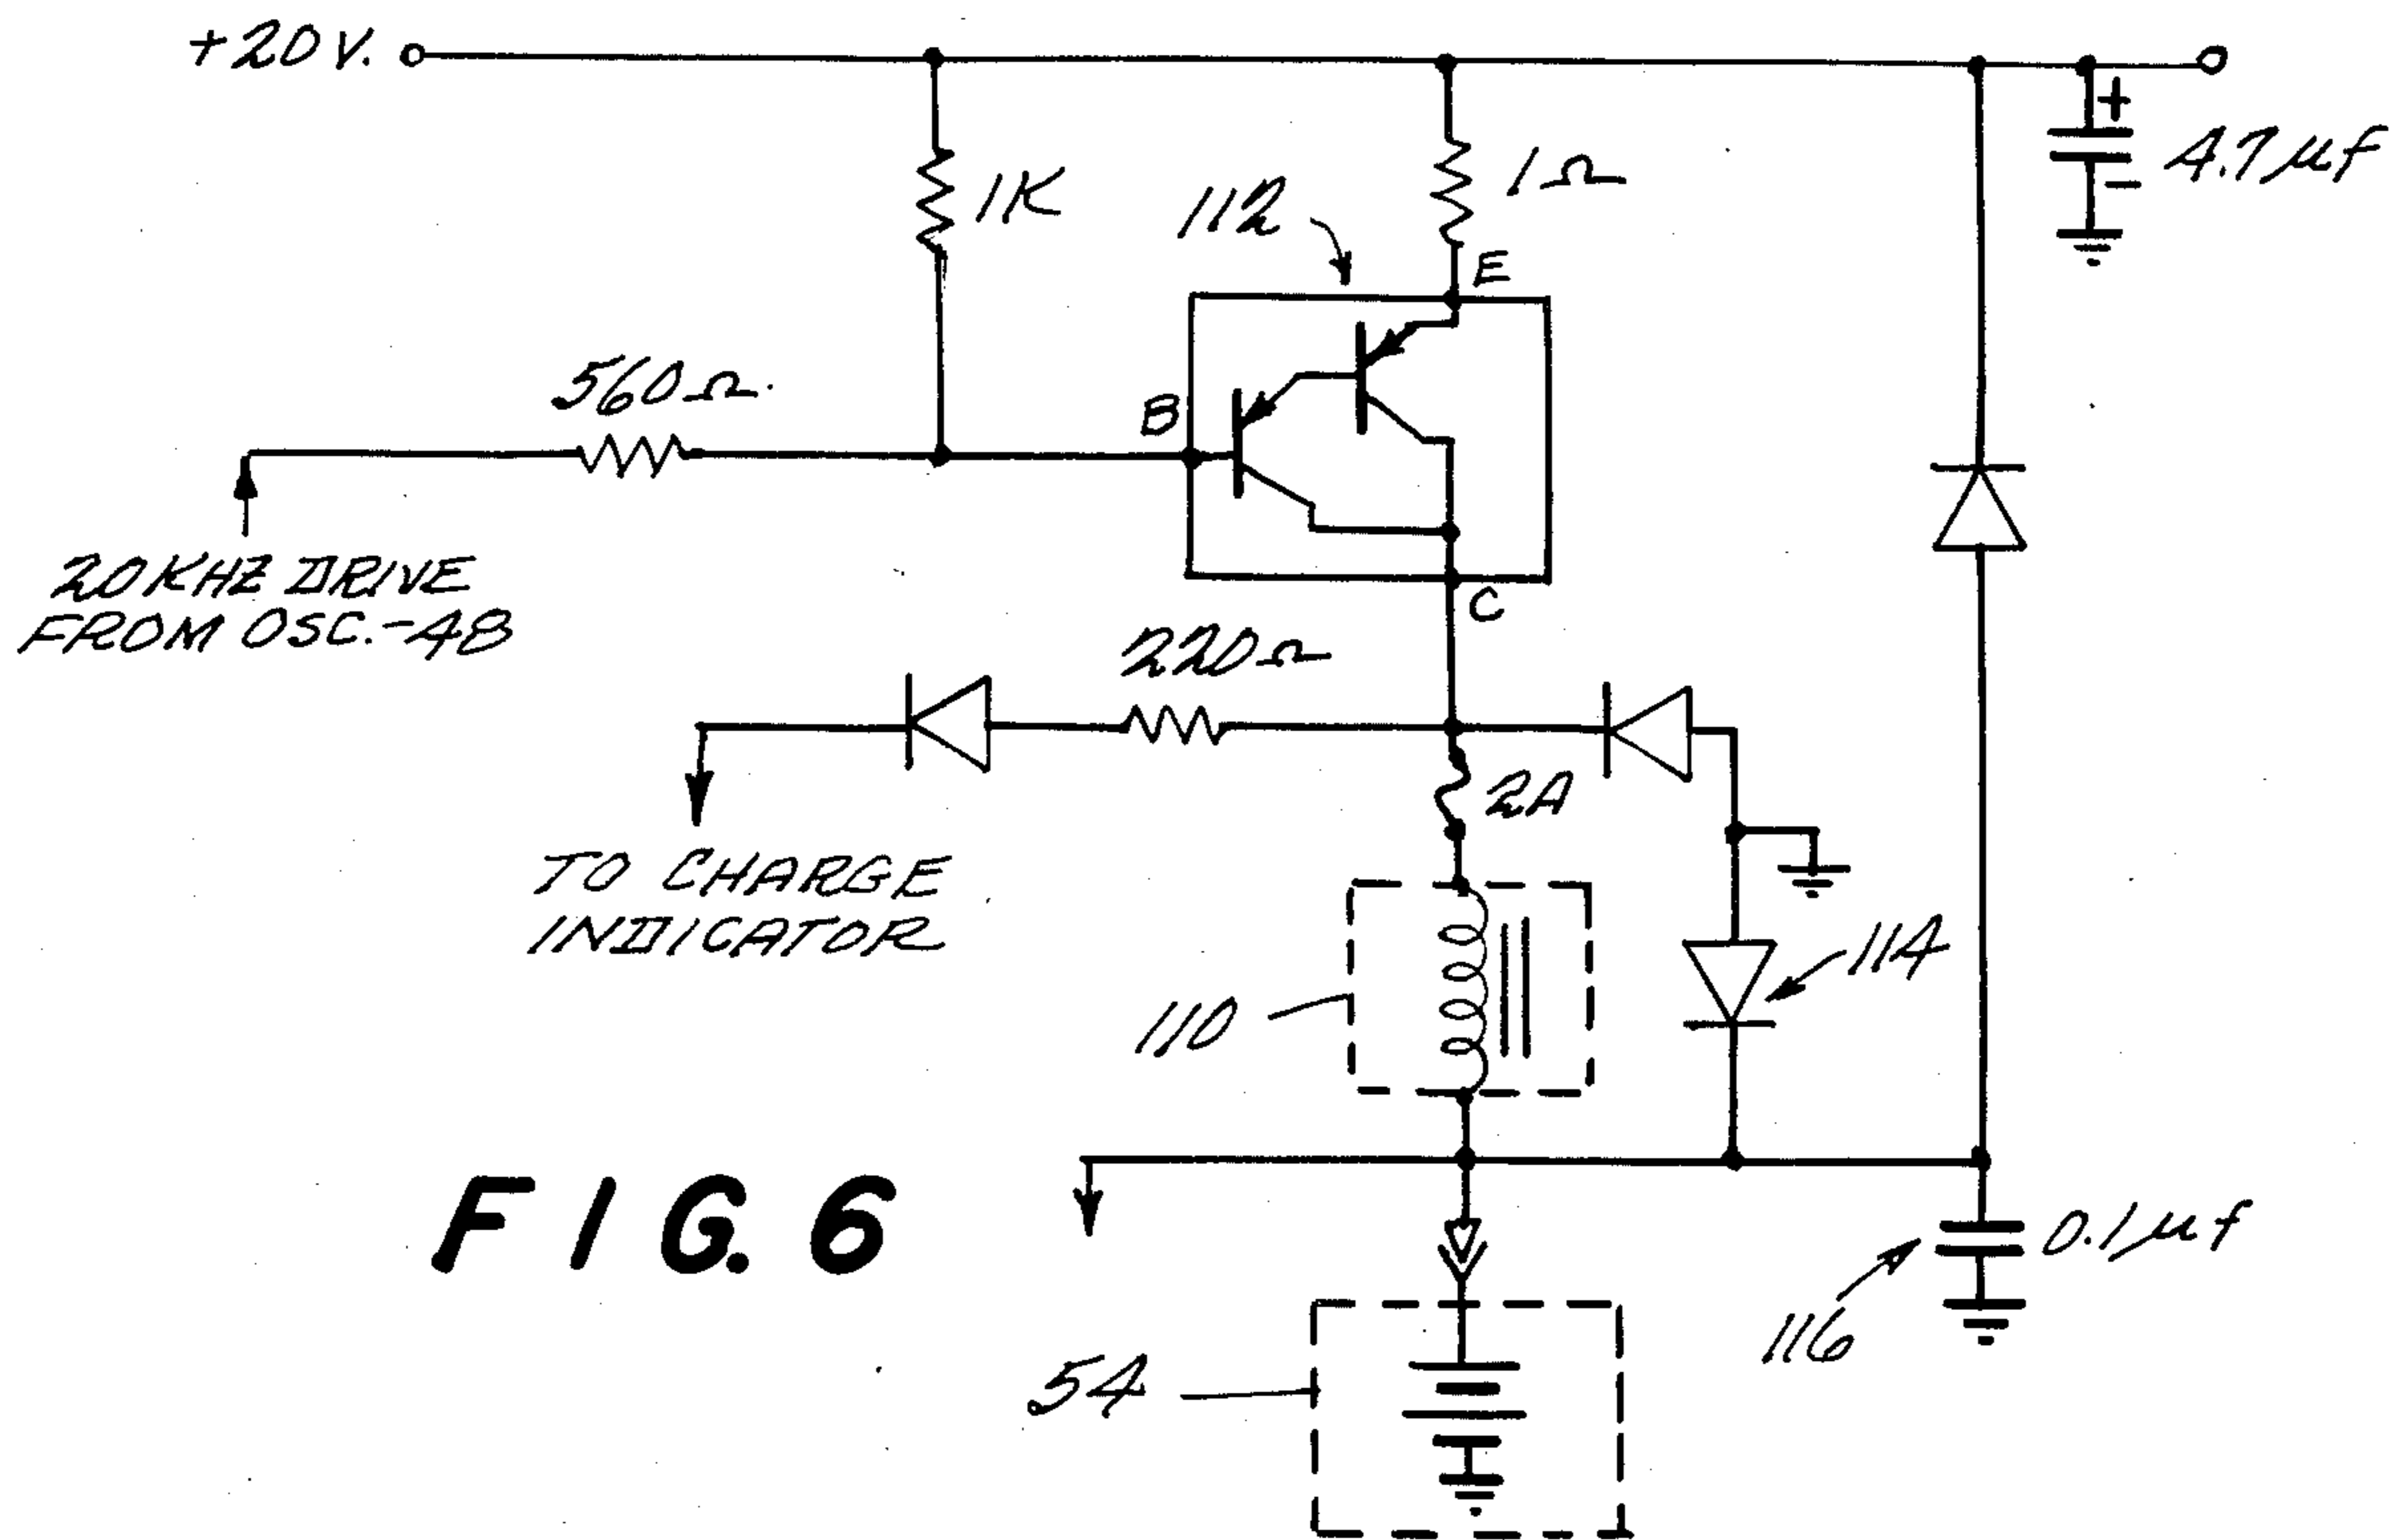 +20V.
+
4.7μf
-
1K
112
1Ω
E
560Ω
B
20KHZ DRIVE
FROM OSC.-48
C
220Ω
2A
TO CHARGE
INDICATOR
110
114
FIG. 6
0.1μf
116
54